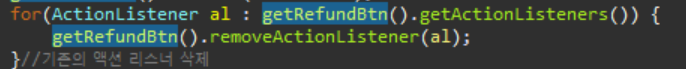 for(ActionListener al : getRefundBtn().getActionListeners()) {
getRefundBtn().removeActionListener(al);
}//기존의 액션 리스너 삭제